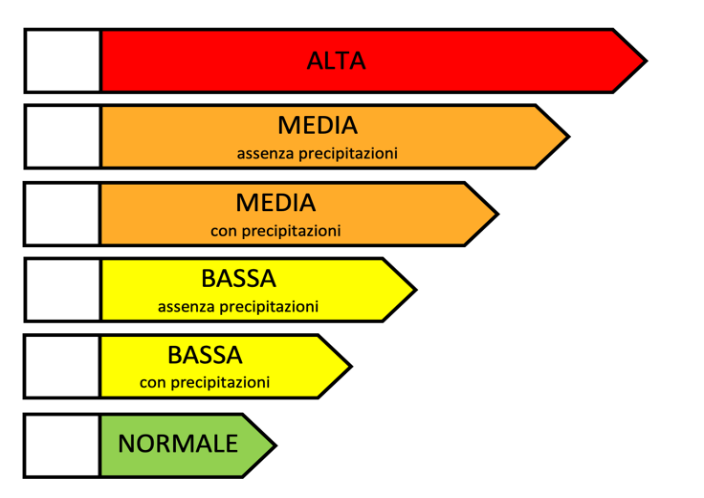 ALTA
MEDIA
assenza precipitazioni
MEDIA
con precipitazioni
BASSA
assenza precipitazioni
BASSA
con precipitazioni
NORMALE